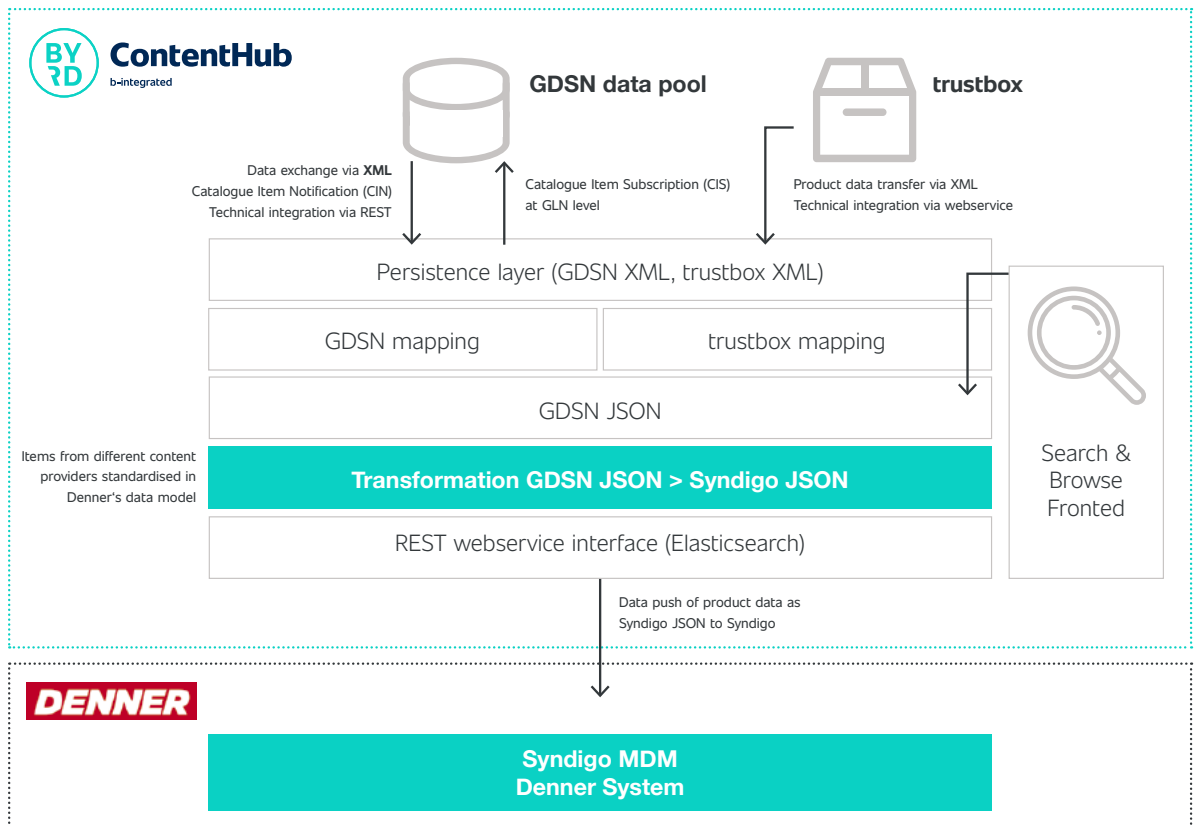 BY
RD
ContentHub
b-integrated
GDSN data pool
trustbox
Data exchange via XML
Catalogue Item Notification (CIN)
Technical integration via REST
Catalogue Item Subscription (CIS)
at GLN level
Product data transfer via XML
Technical integration via webservice
Persistence layer (GDSN XML, trustbox XML)
GDSN mapping
trustbox mapping
GDSN JSON
Search &
Browse
Fronted
Items from different content
providers standardised in
Denner's data model
Transformation GDSN JSON > Syndigo JSON
REST webservice interface (Elasticsearch)
Data push of product data as
Syndigo JSON to Syndigo
DENNER
Syndigo MDM
Denner System